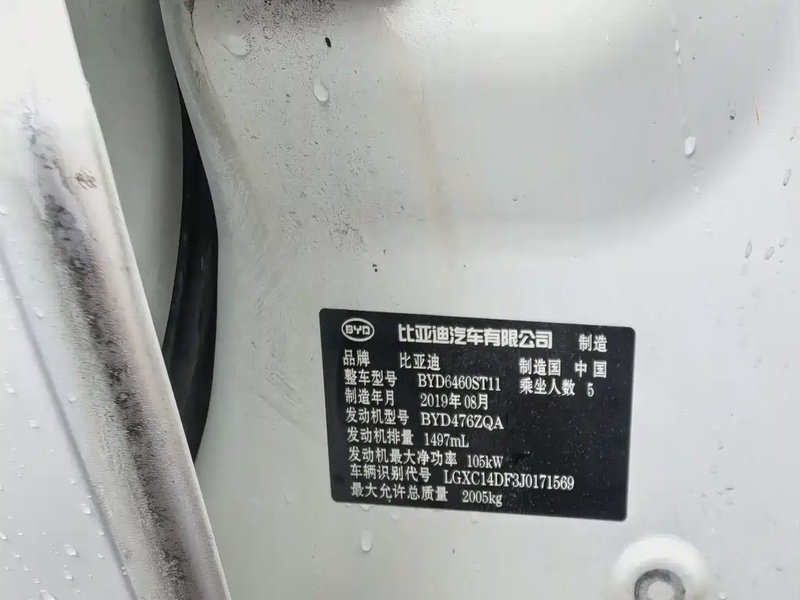 BYD 比亚迪汽车有限公司 制造
品牌 比亚迪 制造国 中国
整车型号 BYD6460ST11 乘坐人数 5
制造年月 2019年08月
发动机型号 BYD476ZQA
发动机排量 1497mL
发动机最大净功率 105kW
车辆识别代号 LGXC14DF3J0171569
最大允许总质量 2005kg